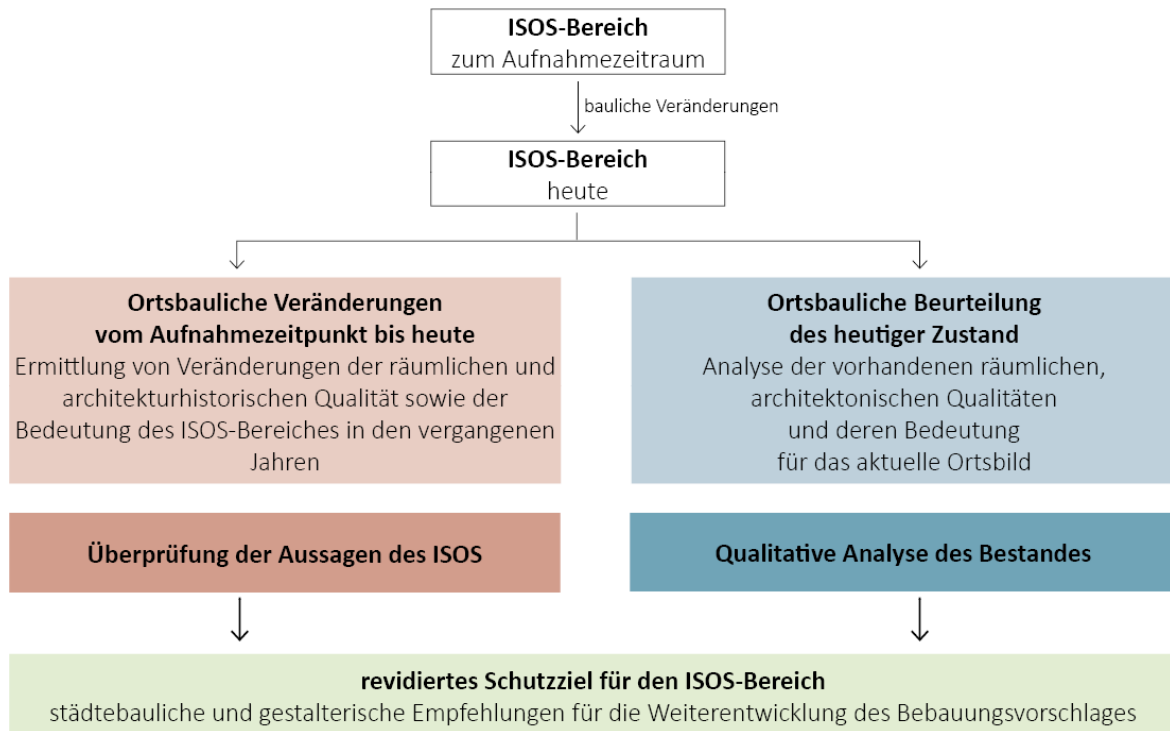 ISOS-Bereich
zum Aufnahmezeitraum
bauliche Veränderungen
ISOS-Bereich
heute
Ortsbauliche Veränderungen
vom Aufnahmezeitpunkt bis heute
Ermittlung von Veränderungen der räumlichen und
architekturhistorischen Qualität sowie der
Bedeutung des ISOS-Bereiches in den vergangenen
Jahren
Ortsbauliche Beurteilung
des heutiger Zustand
Analyse der vorhandenen räumlichen,
architektonischen Qualitäten
und deren Bedeutung
für das aktuelle Ortsbild
Überprüfung der Aussagen des ISOS
Qualitative Analyse des Bestandes
revidiertes Schutzziel für den ISOS-Bereich
städtebauliche und gestalterische Empfehlungen für die Weiterentwicklung des Bebauungsvorschlages